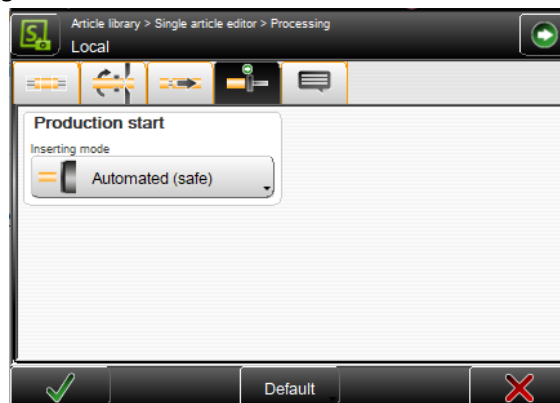 Article library > Single article editor > Processing
Local
Production start
Inserting mode
Automated (safe)
Default